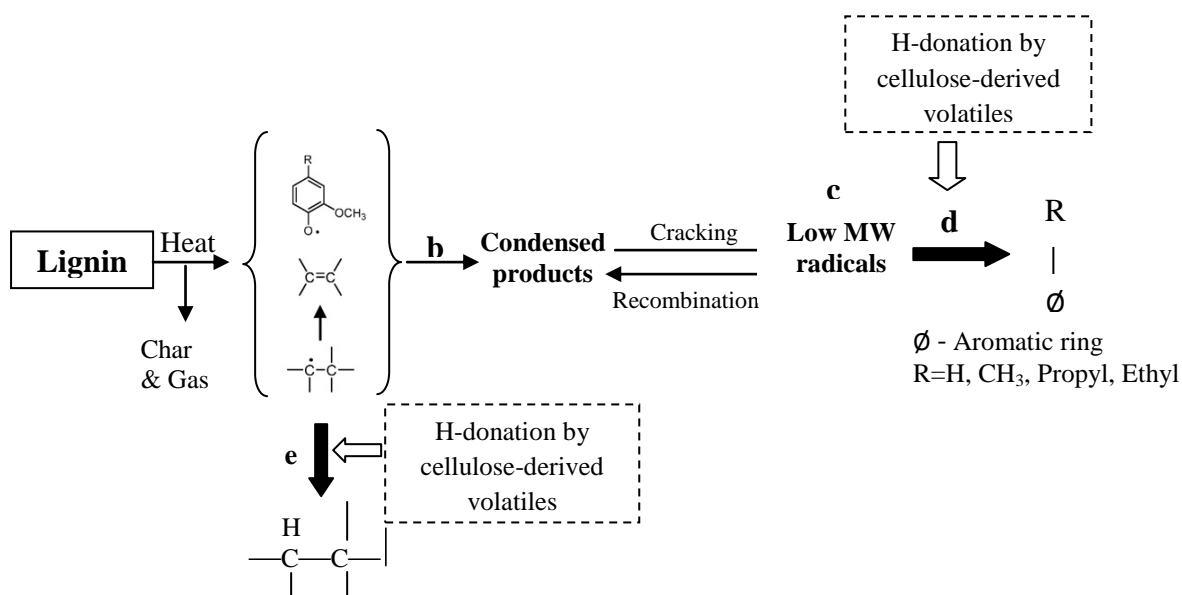 H-donation by
cellulose-derived
volatiles
R
OCH₃
O•
C=C
Ċ–C
Lignin
Heat
Char
& Gas
b
Condensed
products
Cracking
Recombination
c
Low MW
radicals
d
R
|
Ø
Ø - Aromatic ring
R=H, CH₃, Propyl, Ethyl
e
H-donation by
cellulose-derived
volatiles
H
C—C